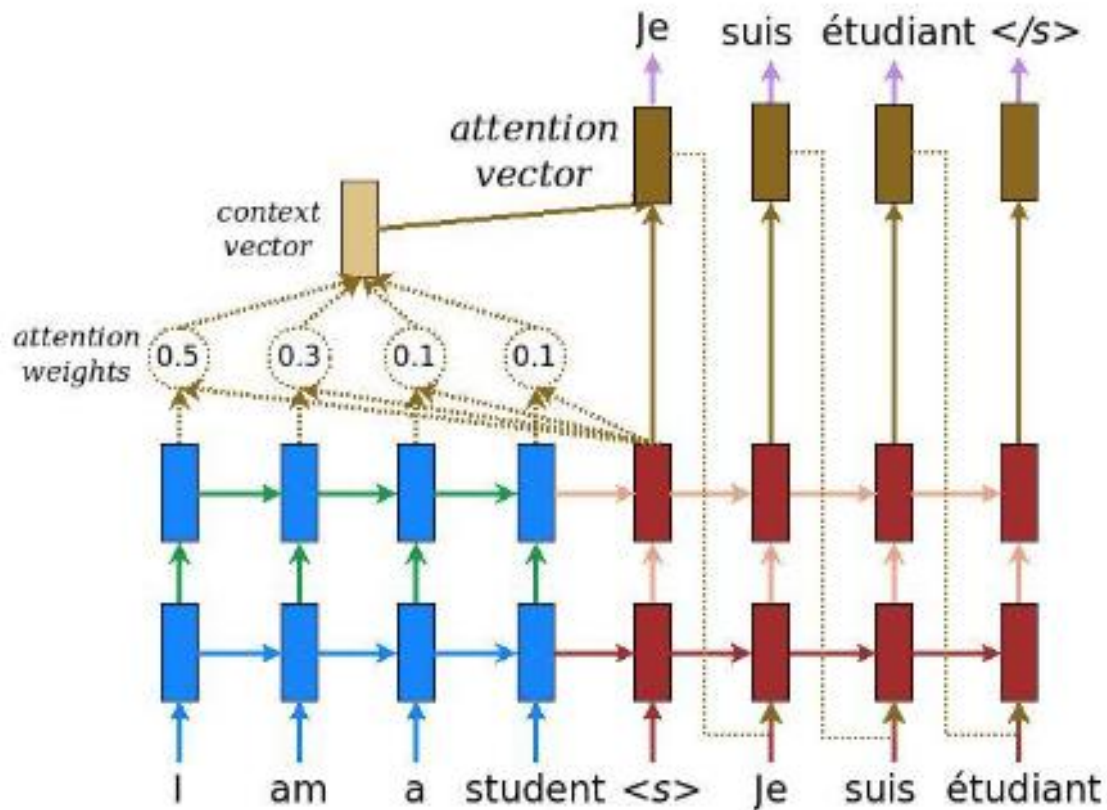 Je suis étudiant </s>
attention
vector
context
vector
attention
weights
0.5 0.3 0.1 0.1
I am a student <s> Je suis étudiant